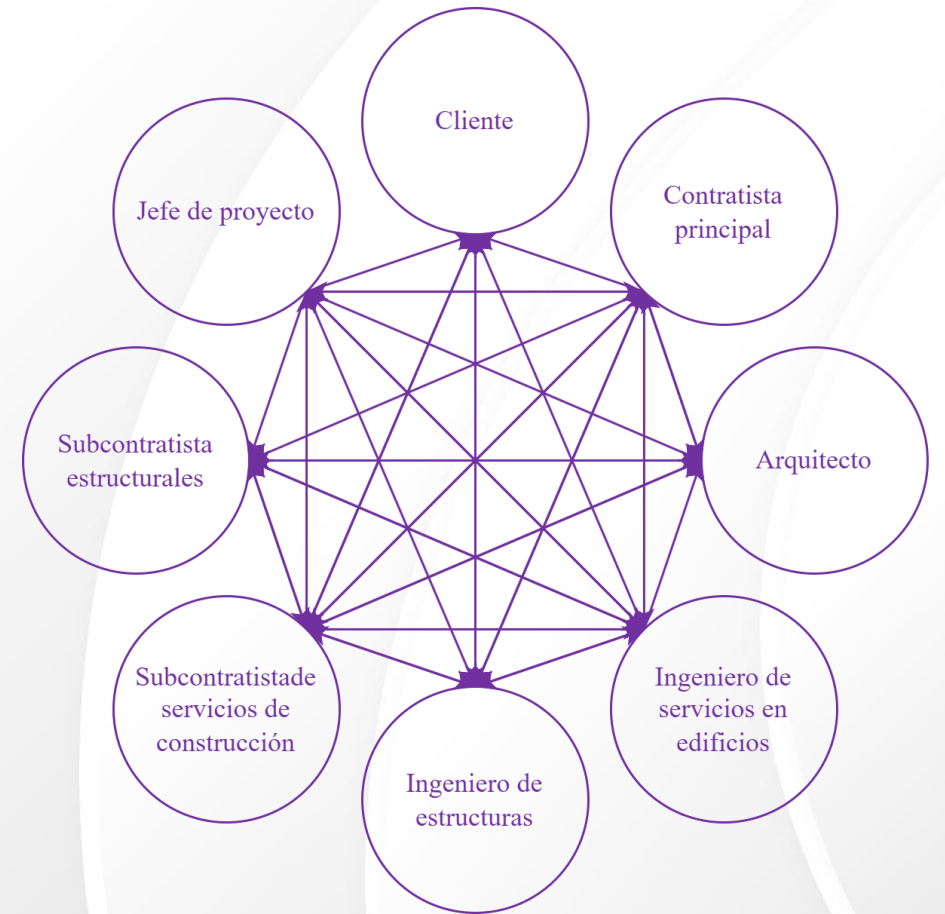 Cliente
Jefe de proyecto
Contratista
principal
Subcontratista
estructurales
Arquitecto
Subcontratistade
servicios de
construcción
Ingeniero de
servicios en
edificios
Ingeniero de
estructuras